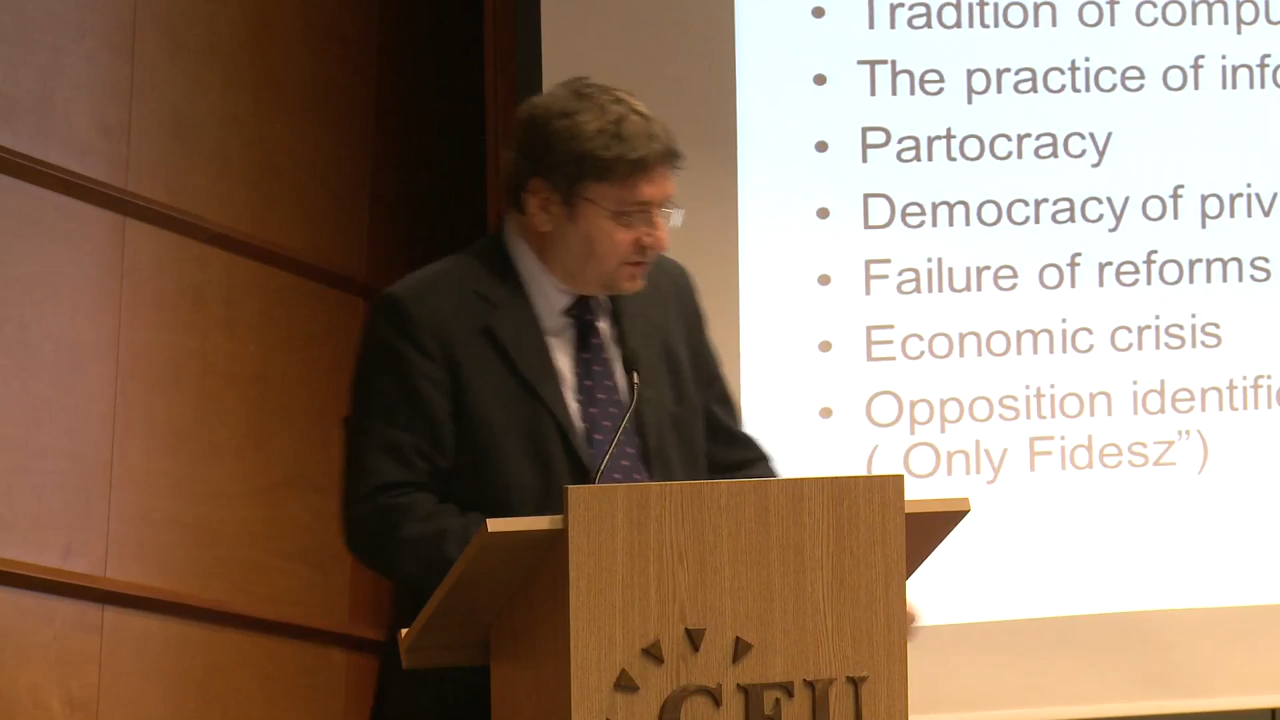 • Tradition of
• The practice of
• Partocracy
• Democracy of
• Failure of reforms
• Economic crisis
• Opposition
( Only Fidesz”)
CEU